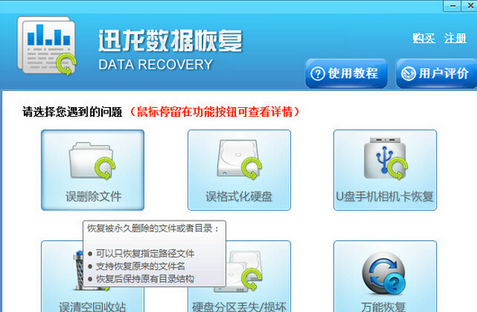 迅龙数据恢复
DATA RECOVERY
购买 注册
使用教程
用户评价
请选择您遇到的问题 （鼠标停留在功能按钮可查看详情）
误删除文件
误格式化硬盘
U盘手机相机卡恢复
恢复被永久删除的文件或者目录：
● 可以只恢复指定路径文件
● 支持恢复原来的文件名
● 恢复后保持原有目录结构
误清空回收站
硬盘分区丢失/损坏
万能恢复